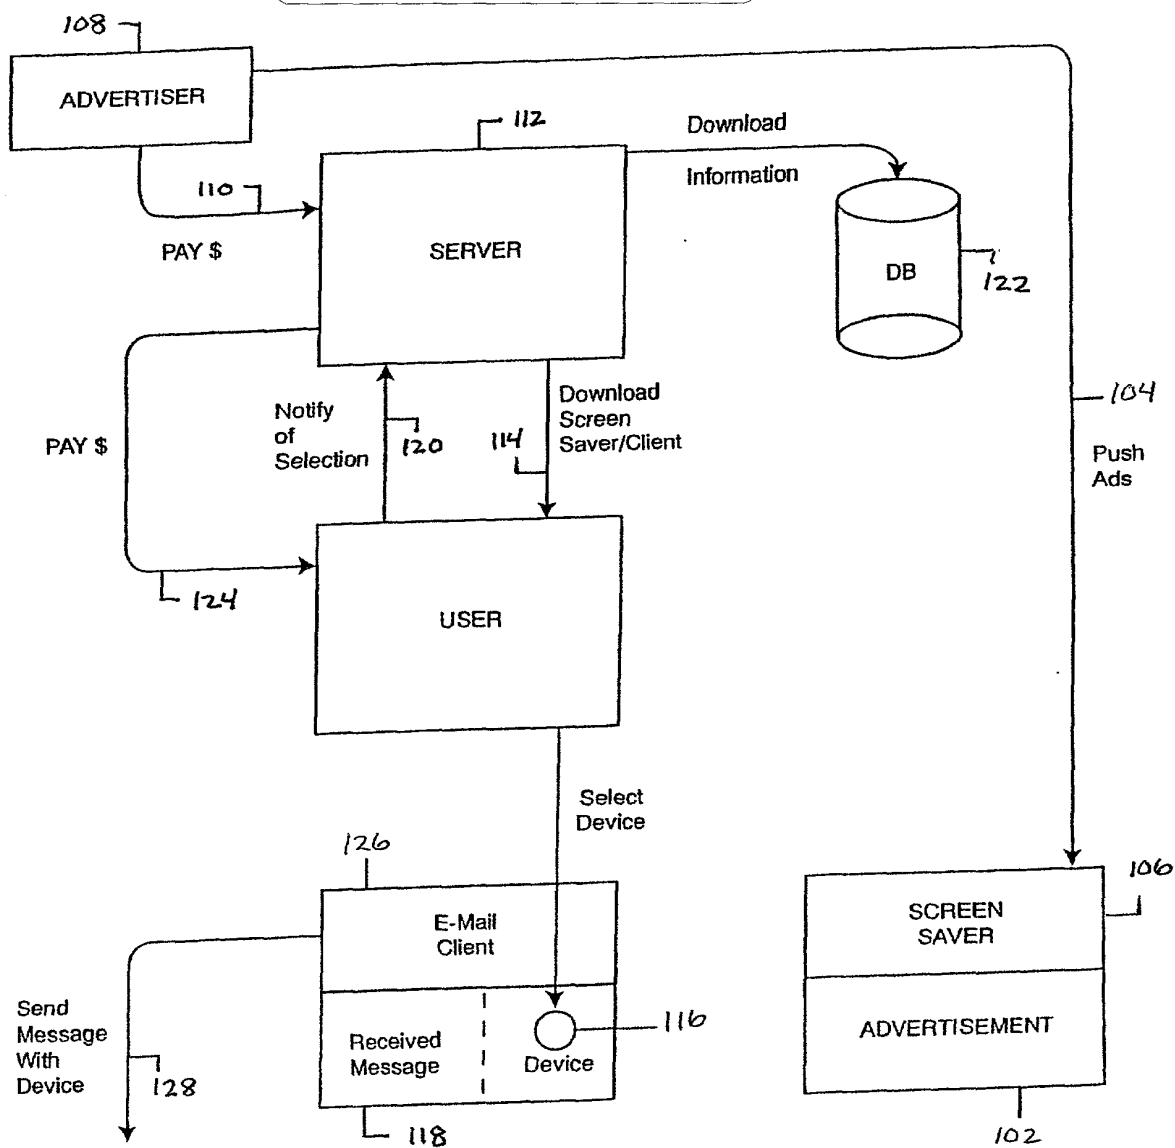 108
ADVERTISER
112
Download
Information
110
PAY $
SERVER
DB
122
104
Push
Ads
PAY $
Notify
of
Selection
120
114
Download
Screen
Saver/Client
124
USER
Select
Device
126
E-Mail
Client
106
SCREEN
SAVER
Send
Message
With
Device
128
Received
Message
Device
116
ADVERTISEMENT
118
102